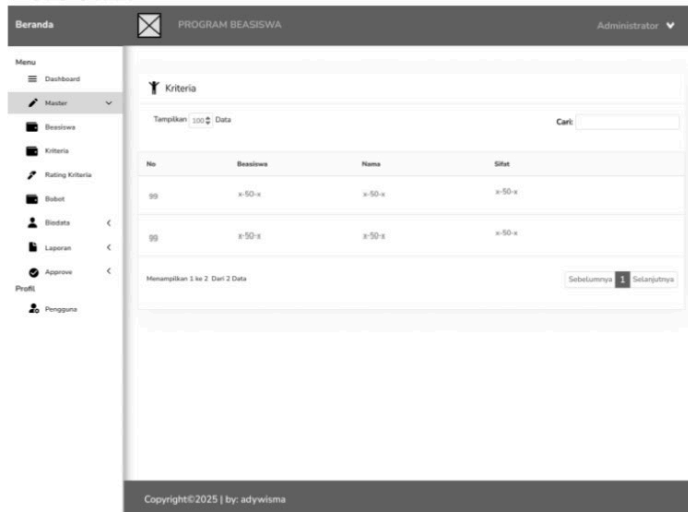 Beranda
PROGRAM BEASISWA
Administrator
Menu
Dashboard
Master
Beasiswa
Kriteria
Rating Kriteria
Bobot
Biodata
Laporan
Approve
Profil
Pengguna
Kriteria
Tampilkan 100 Data
Cari:
No Beasiswa Nama Sifat
99 x-50-x x-50-x x-50-x
99 x-50-x x-50-x x-50-x
Menampilkan 1 ke 2 Dari 2 Data
Sebelumnya 1 Selanjutnya
Copyright©2025 | by: adywisma